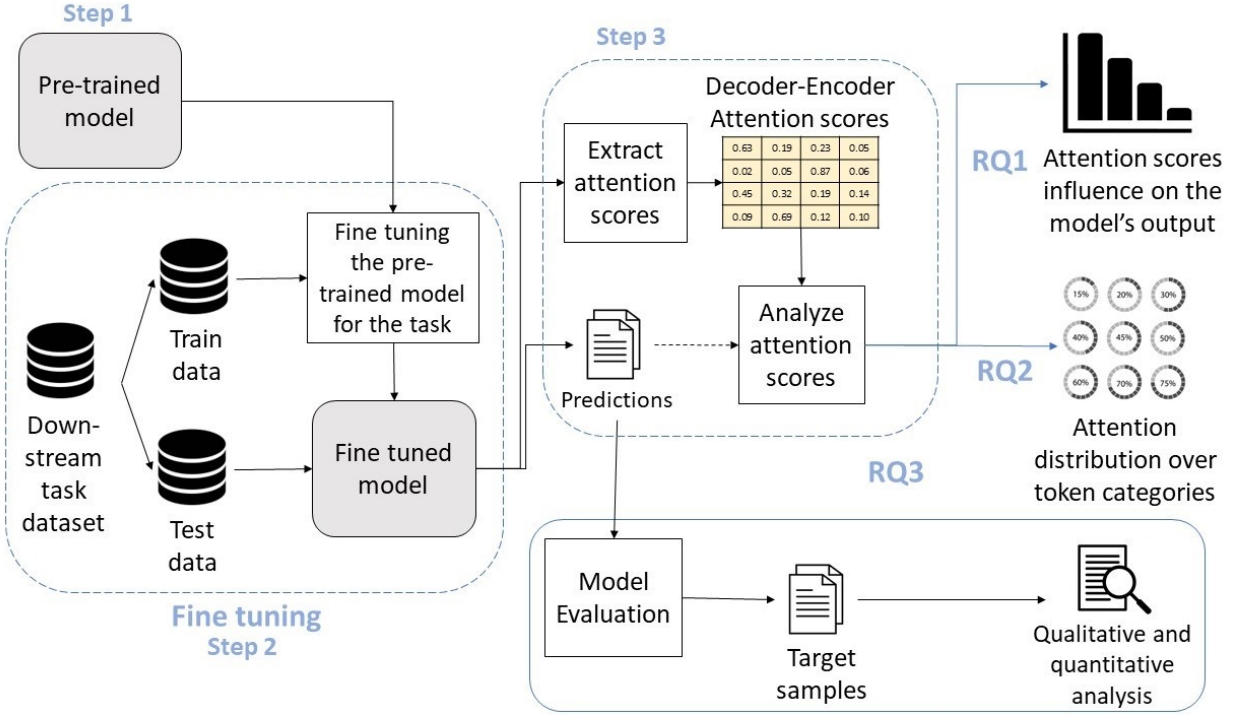 Step 1
Pre-trained
model
Step 3
Decoder-Encoder
Attention scores
Extract
attention
scores
0.63 0.19 0.23 0.05
0.02 0.05 0.87 0.06
0.45 0.32 0.19 0.14
0.09 0.69 0.12 0.10
RQ1
Attention scores
influence on the
model's output
Fine tuning
the pre-
trained model
for the task
Train
data
Down-
stream
task
dataset
Test
data
Fine tuned
model
Fine tuning
Step 2
Predictions
Analyze
attention
scores
RQ2
15% 20% 30%
40% 45% 50%
60% 70% 75%
Attention
distribution over
token categories
RQ3
Model
Evaluation
Target
samples
Qualitative and
quantitative
analysis